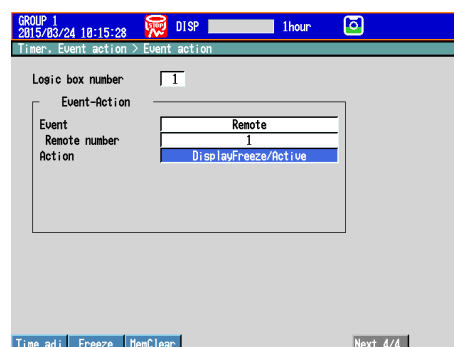 GROUP 1
2015/03/24 10:15:28 STOP DISP 1hour
Timer, Event action > Event action
Logic box number 1
Event-Action
Event Remote
Remote number 1
Action DisplayFreeze/Active
Time adj Freeze MemClear Next 4/4